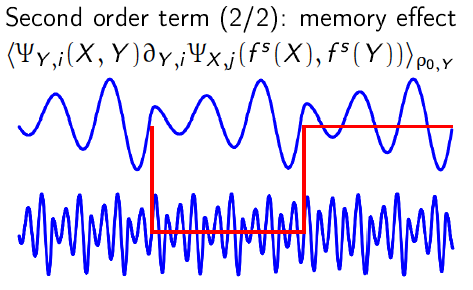 Second order term (2/2): memory effect
⟨Ψ_{Y,i}(X, Y)∂_{Y,i}Ψ_{X,j}(f^s(X), f^s(Y))⟩_{ρ_{0,Y}}